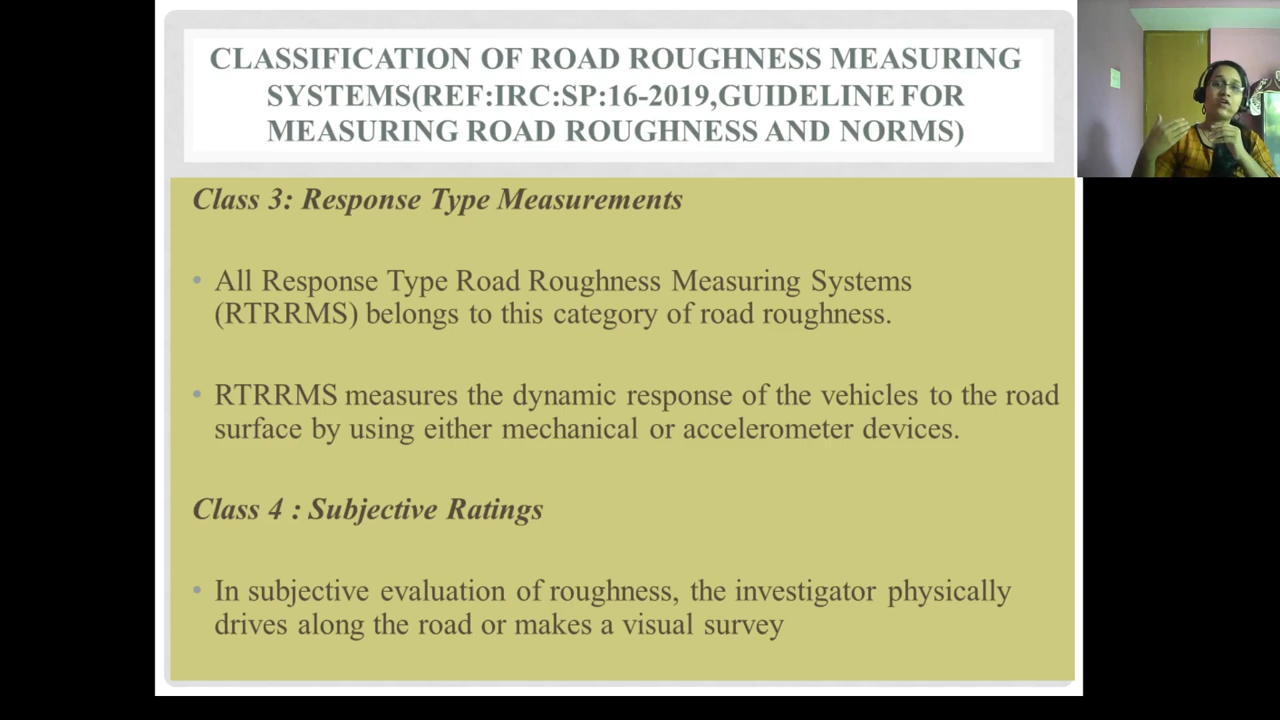 CLASSIFICATION OF ROAD ROUGHNESS MEASURING
SYSTEMS(REF:IRC:SP:16-2019,GUIDELINE FOR
MEASURING ROAD ROUGHNESS AND NORMS)
Class 3: Response Type Measurements
• All Response Type Road Roughness Measuring Systems
(RTRRMS) belongs to this category of road roughness.
• RTRRMS measures the dynamic response of the vehicles to the road
surface by using either mechanical or accelerometer devices.
Class 4 : Subjective Ratings
• In subjective evaluation of roughness, the investigator physically
drives along the road or makes a visual survey